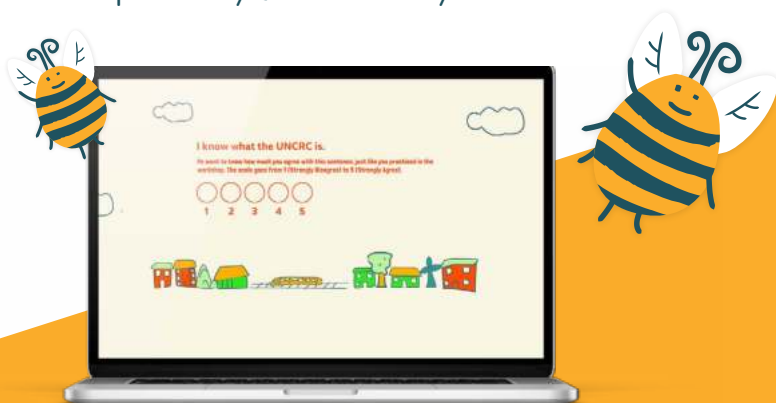 I know what the UNCRC is.
We want to know how much you agree with this sentence, just like you practised in the
workshop. The scale goes from 1 (Strongly Disagree) to 5 (Strongly Agree).
1 2 3 4 5